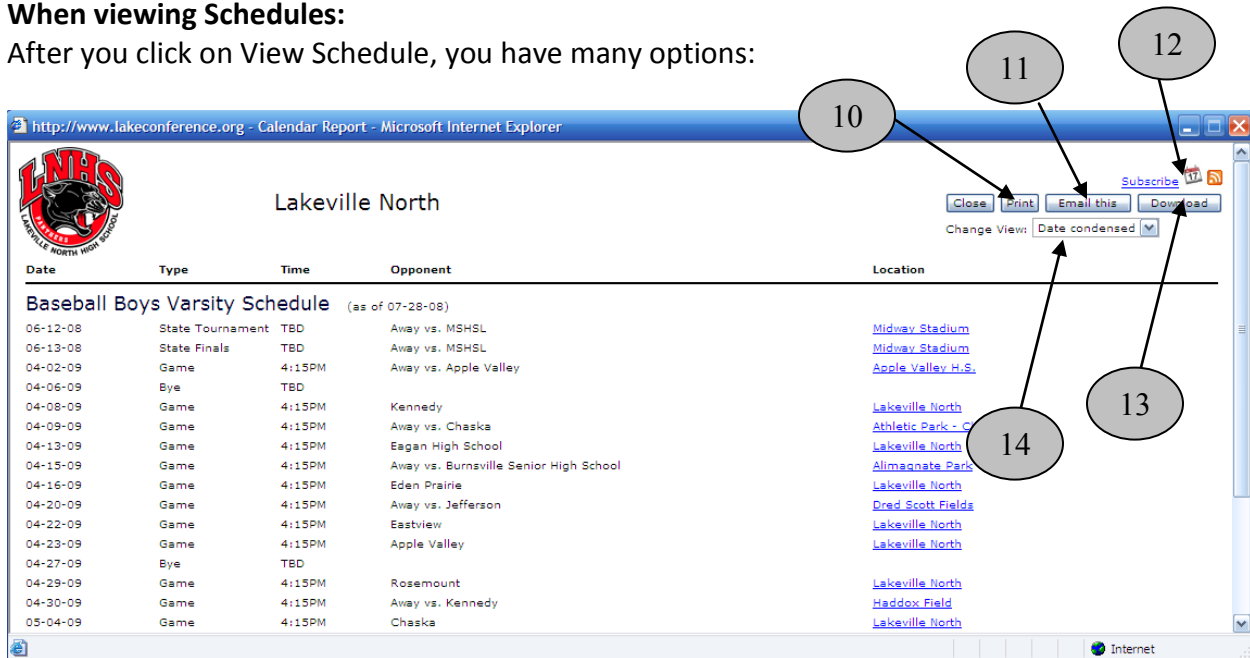 When viewing Schedules:
After you click on View Schedule, you have many options:
12
11
10
http://www.lakeconference.org - Calendar Report - Microsoft Internet Explorer
LNHS
PANTHERS
LAKEVILLE NORTH HIGH SCHOOL
Lakeville North
Subscribe 17
Close Print Email this Download
Change View: Date condensed
Date Type Time Opponent Location
Baseball Boys Varsity Schedule (as of 07-28-08)
06-12-08 State Tournament TBD Away vs. MSHSL Midway Stadium
06-13-08 State Finals TBD Away vs. MSHSL Midway Stadium
04-02-09 Game 4:15PM Away vs. Apple Valley Apple Valley H.S.
04-06-09 Bye TBD
04-08-09 Game 4:15PM Kennedy Lakeville North
04-09-09 Game 4:15PM Away vs. Chaska Athletic Park - C
13
04-13-09 Game 4:15PM Eagan High School Lakeville North
14
04-15-09 Game 4:15PM Away vs. Burnsville Senior High School Alimagnate Park
04-16-09 Game 4:15PM Eden Prairie Lakeville North
04-20-09 Game 4:15PM Away vs. Jefferson Dred Scott Fields
04-22-09 Game 4:15PM Eastview Lakeville North
04-23-09 Game 4:15PM Apple Valley Lakeville North
04-27-09 Bye TBD
04-29-09 Game 4:15PM Rosemount Lakeville North
04-30-09 Game 4:15PM Away vs. Kennedy Haddox Field
05-04-09 Game 4:15PM Chaska Lakeville North
Internet